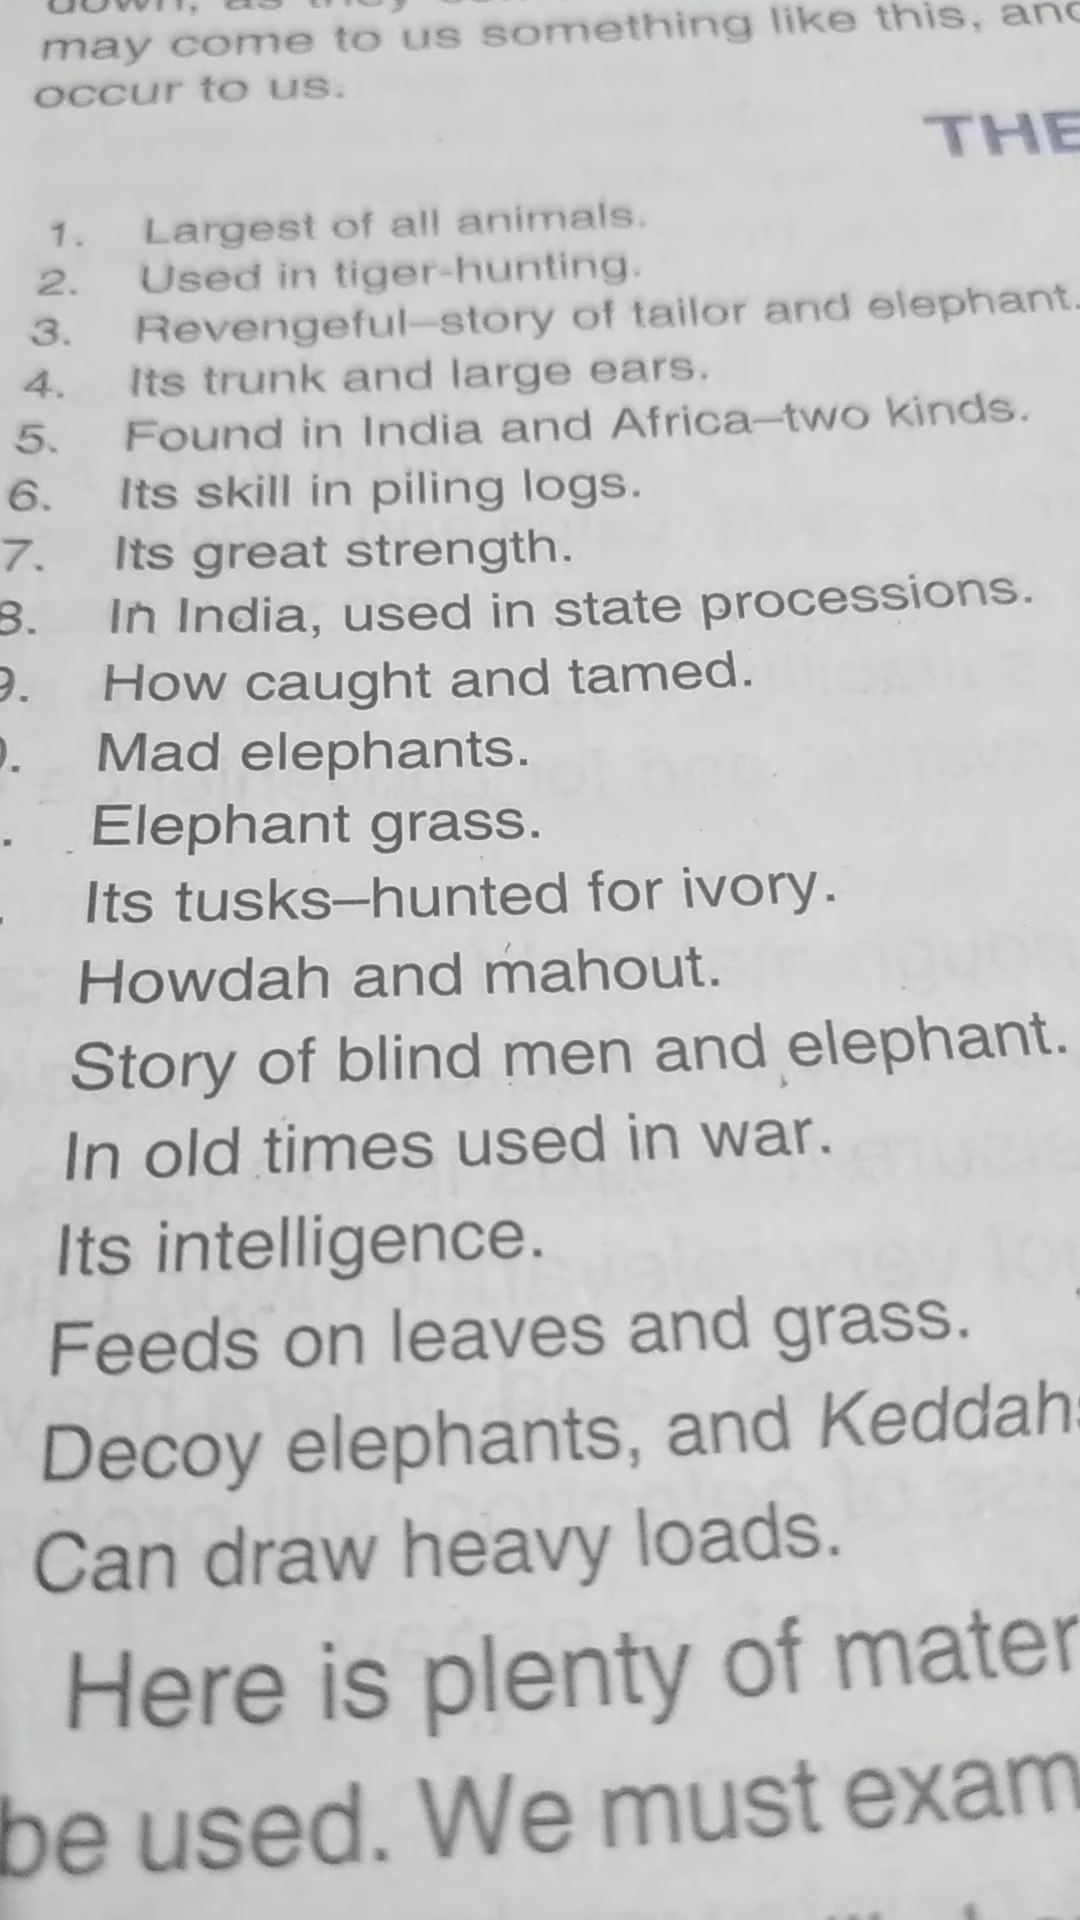 may come to us something like this, and
occur to us.
THE
1. Largest of all animals.
2. Used in tiger-hunting.
3. Revengeful–story of tailor and elephant.
4. Its trunk and large ears.
5. Found in India and Africa–two kinds.
6. Its skill in piling logs.
7. Its great strength.
8. In India, used in state processions.
9. How caught and tamed.
. Mad elephants.
. Elephant grass.
Its tusks–hunted for ivory.
Howdah and mahout.
Story of blind men and elephant.
In old times used in war.
Its intelligence.
Feeds on leaves and grass.
Decoy elephants, and Keddah
Can draw heavy loads.
Here is plenty of mater
be used. We must exam